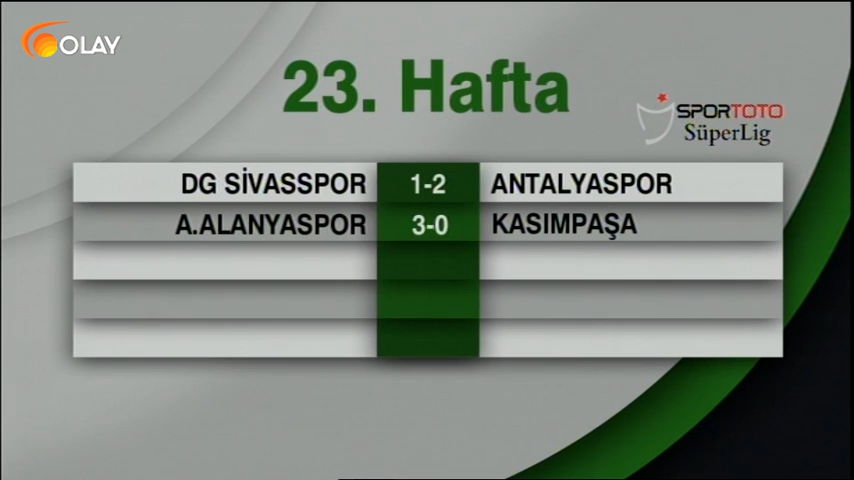 OLAY
23. Hafta
SPORTOTO
SüperLig
DG SİVASSPOR 1-2 ANTALYASPOR
A.ALANYASPOR 3-0 KASIMPAŞA